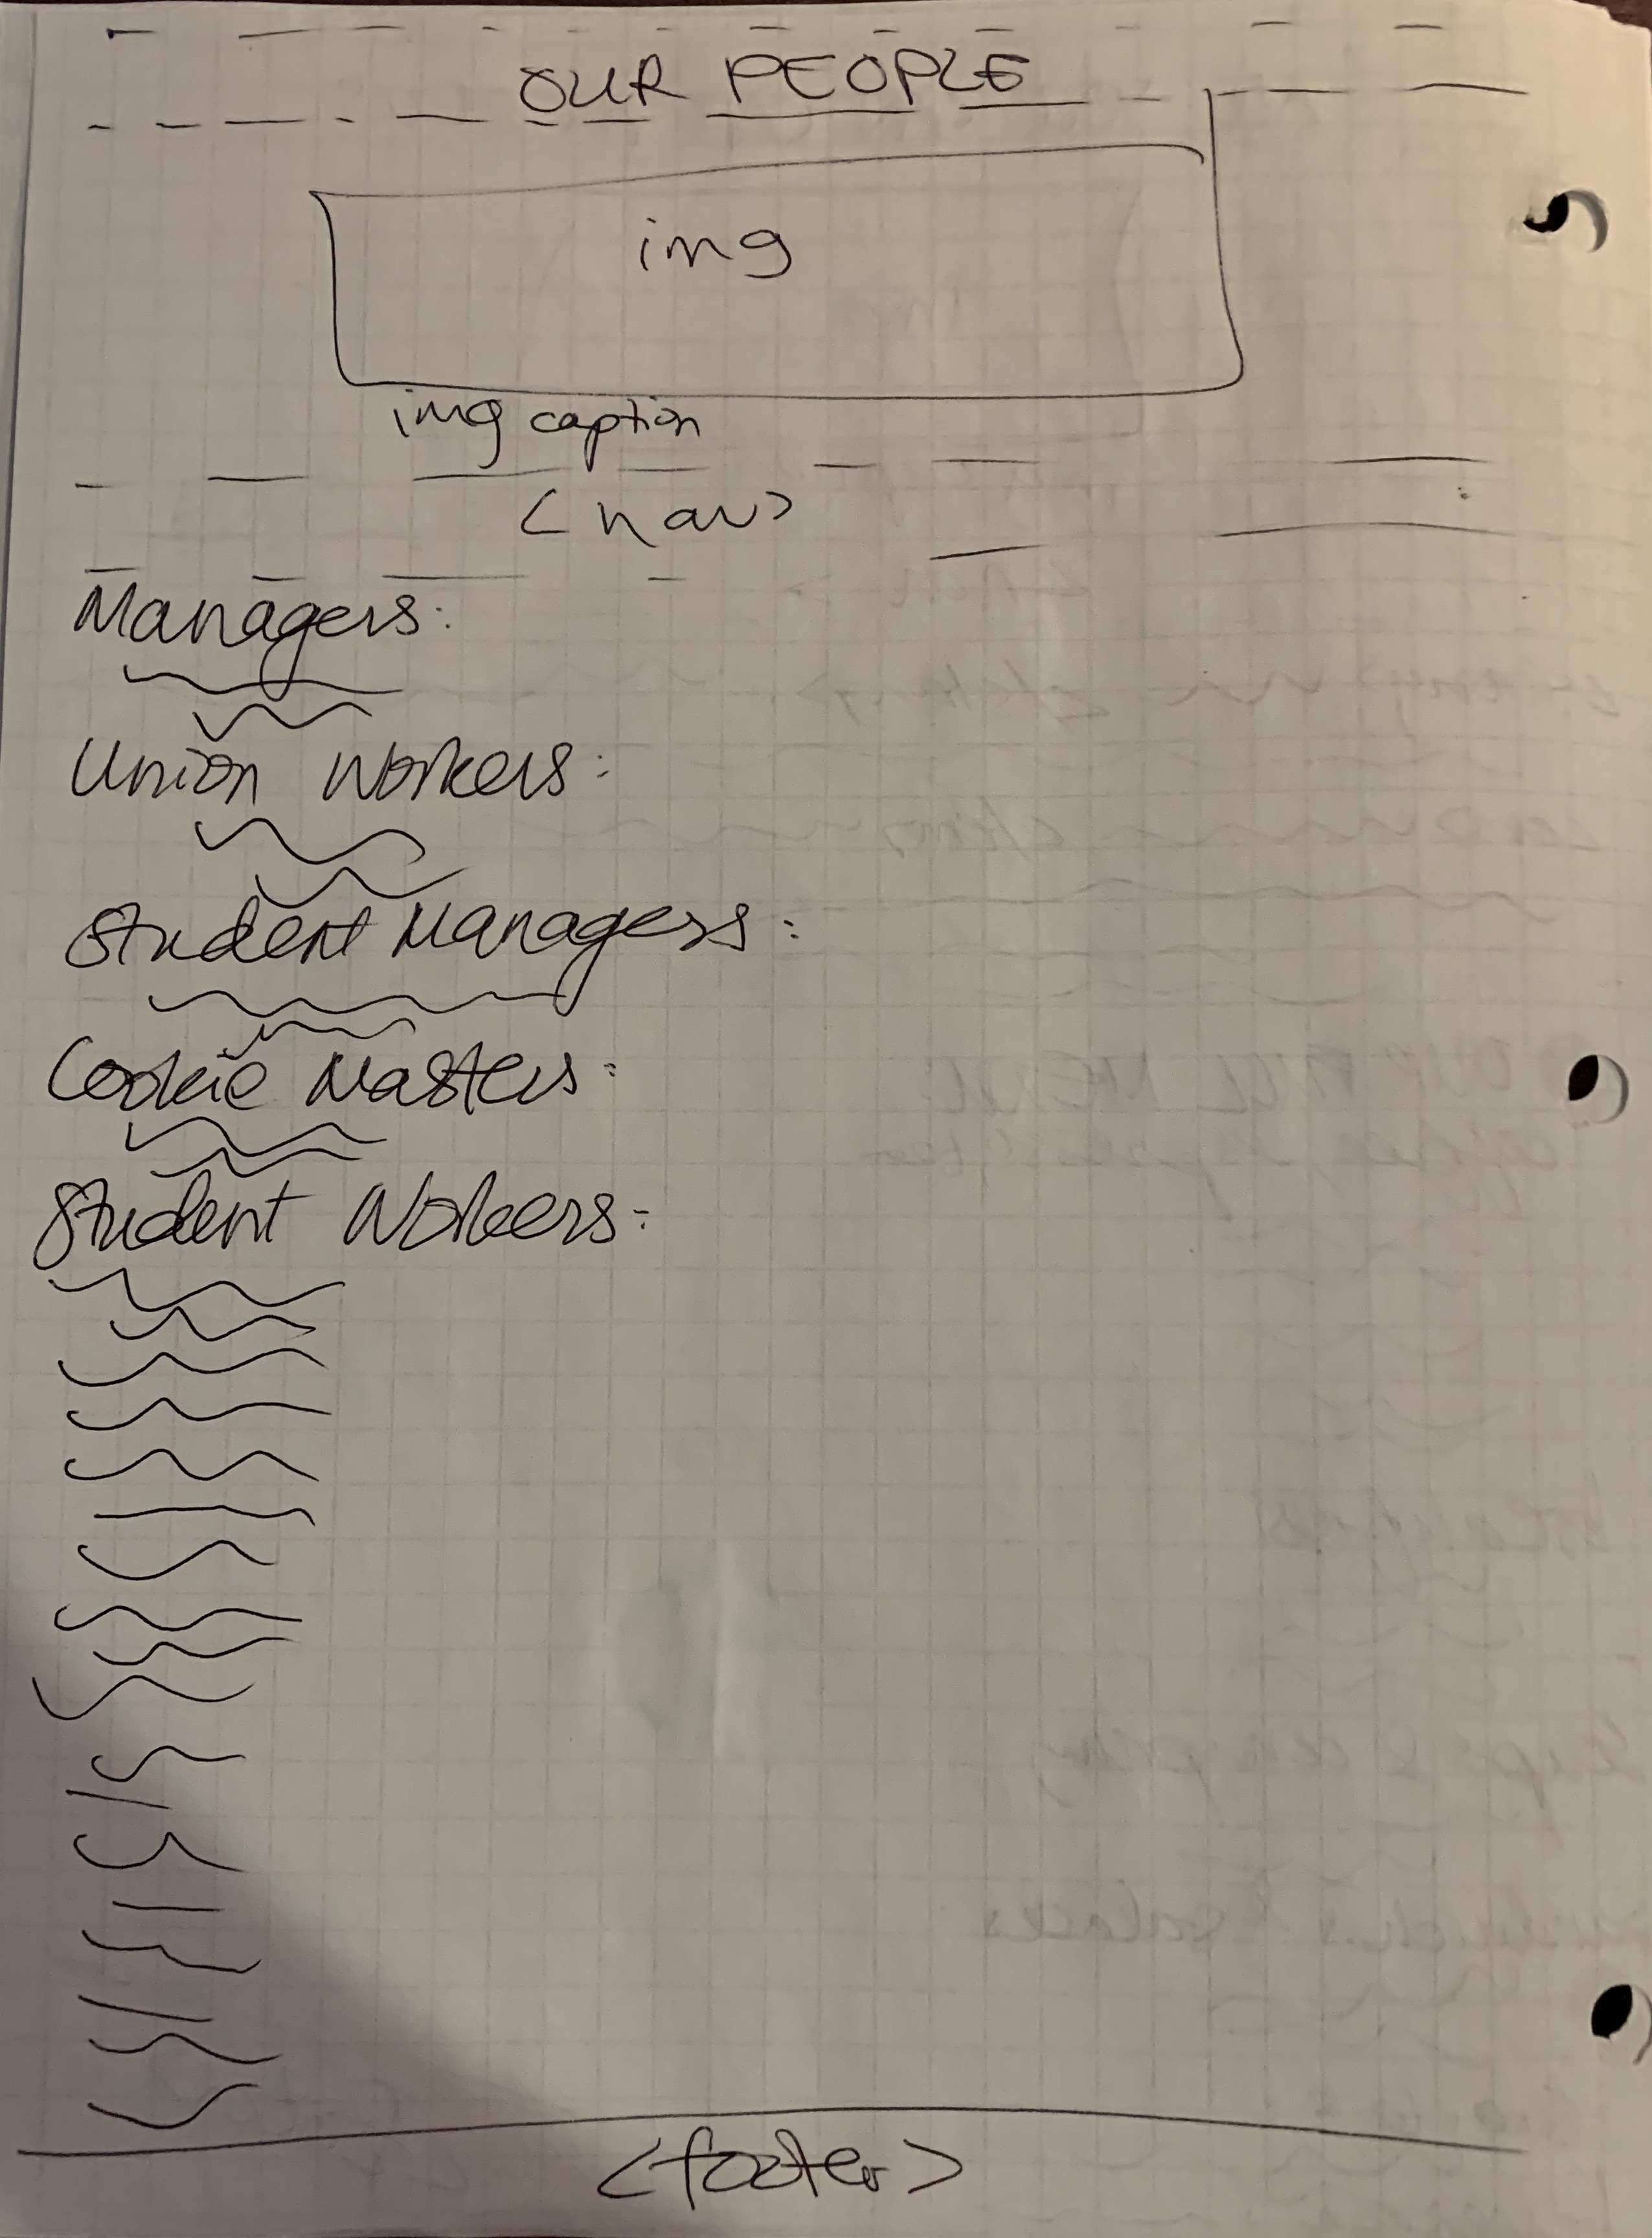 OUR PEOPLE
img
img caption
<nav>
Managers:
Union Workers:
Student Managers:
Cookie Masters:
Student Workers:
<footer>